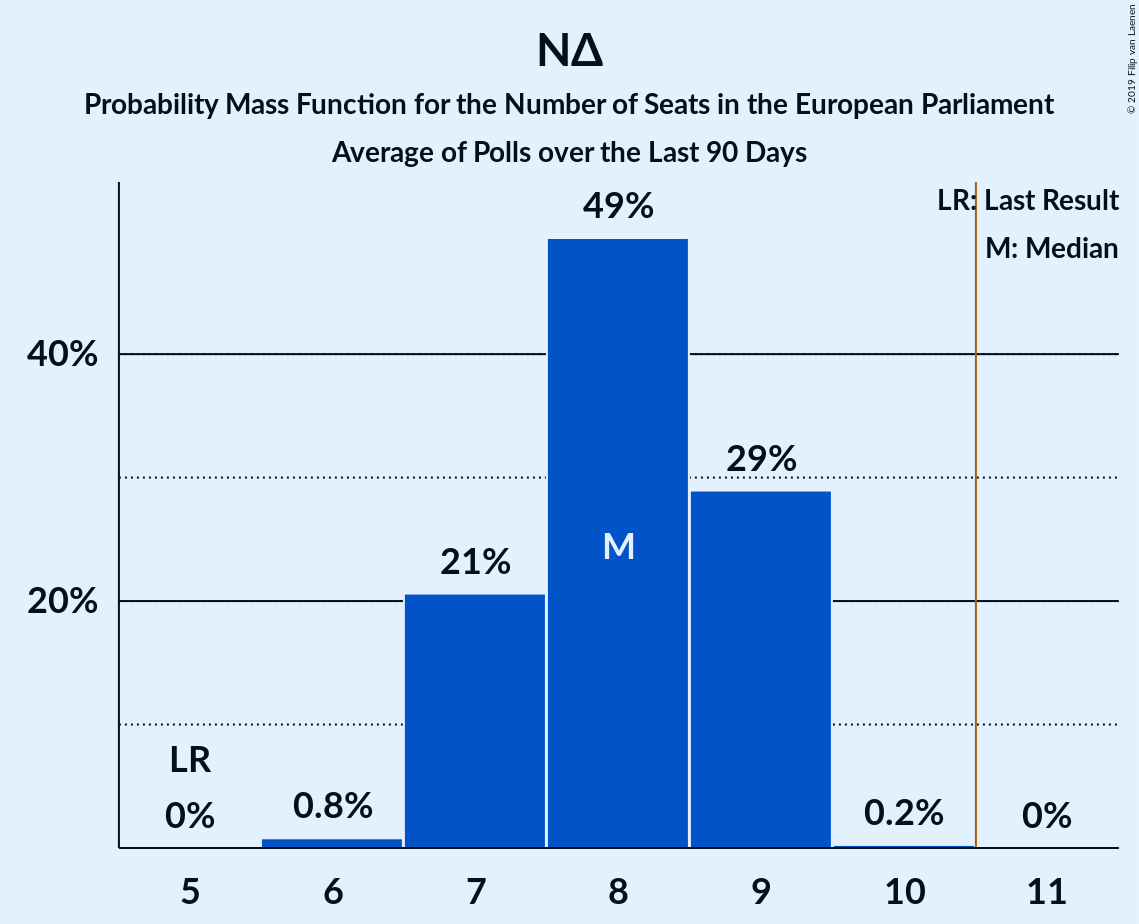 ΝΔ
Probability Mass Function for the Number of Seats in the European Parliament
Average of Polls over the Last 90 Days
© 2019 Filip van Laenen
LR: Last Result
M: Median
49%
40%
29%
M
21%
20%
LR
0%
0.8%
0.2%
0%
5 6 7 8 9 10 11